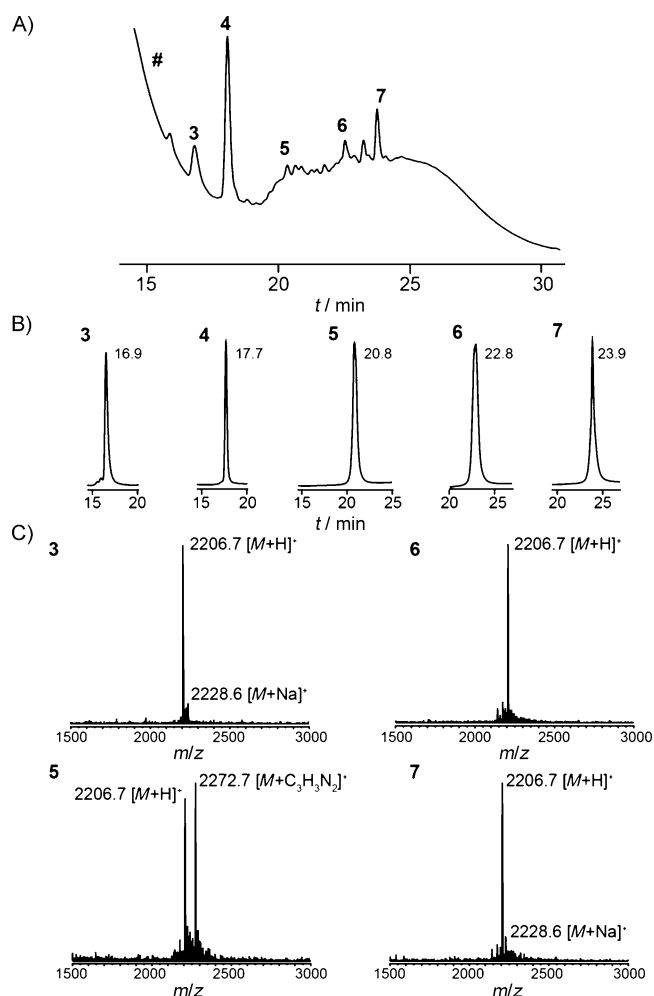 A)
#
3
4
5
6
7
15 20 25 30
t / min
B)
3 4 5 6 7
16.9 17.7 20.8 22.8 23.9
15 20 15 20 15 20 25 20 25 20 25
t / min
C)
3
2206.7 [M+H]⁺
2228.6 [M+Na]⁺
1500 2000 2500 3000
m/z
6
2206.7 [M+H]⁺
1500 2000 2500 3000
m/z
5
2206.7 [M+H]⁺
2272.7 [M+C₃H₃N₂]⁺
1500 2000 2500 3000
m/z
7
2206.7 [M+H]⁺
2228.6 [M+Na]⁺
1500 2000 2500 3000
m/z